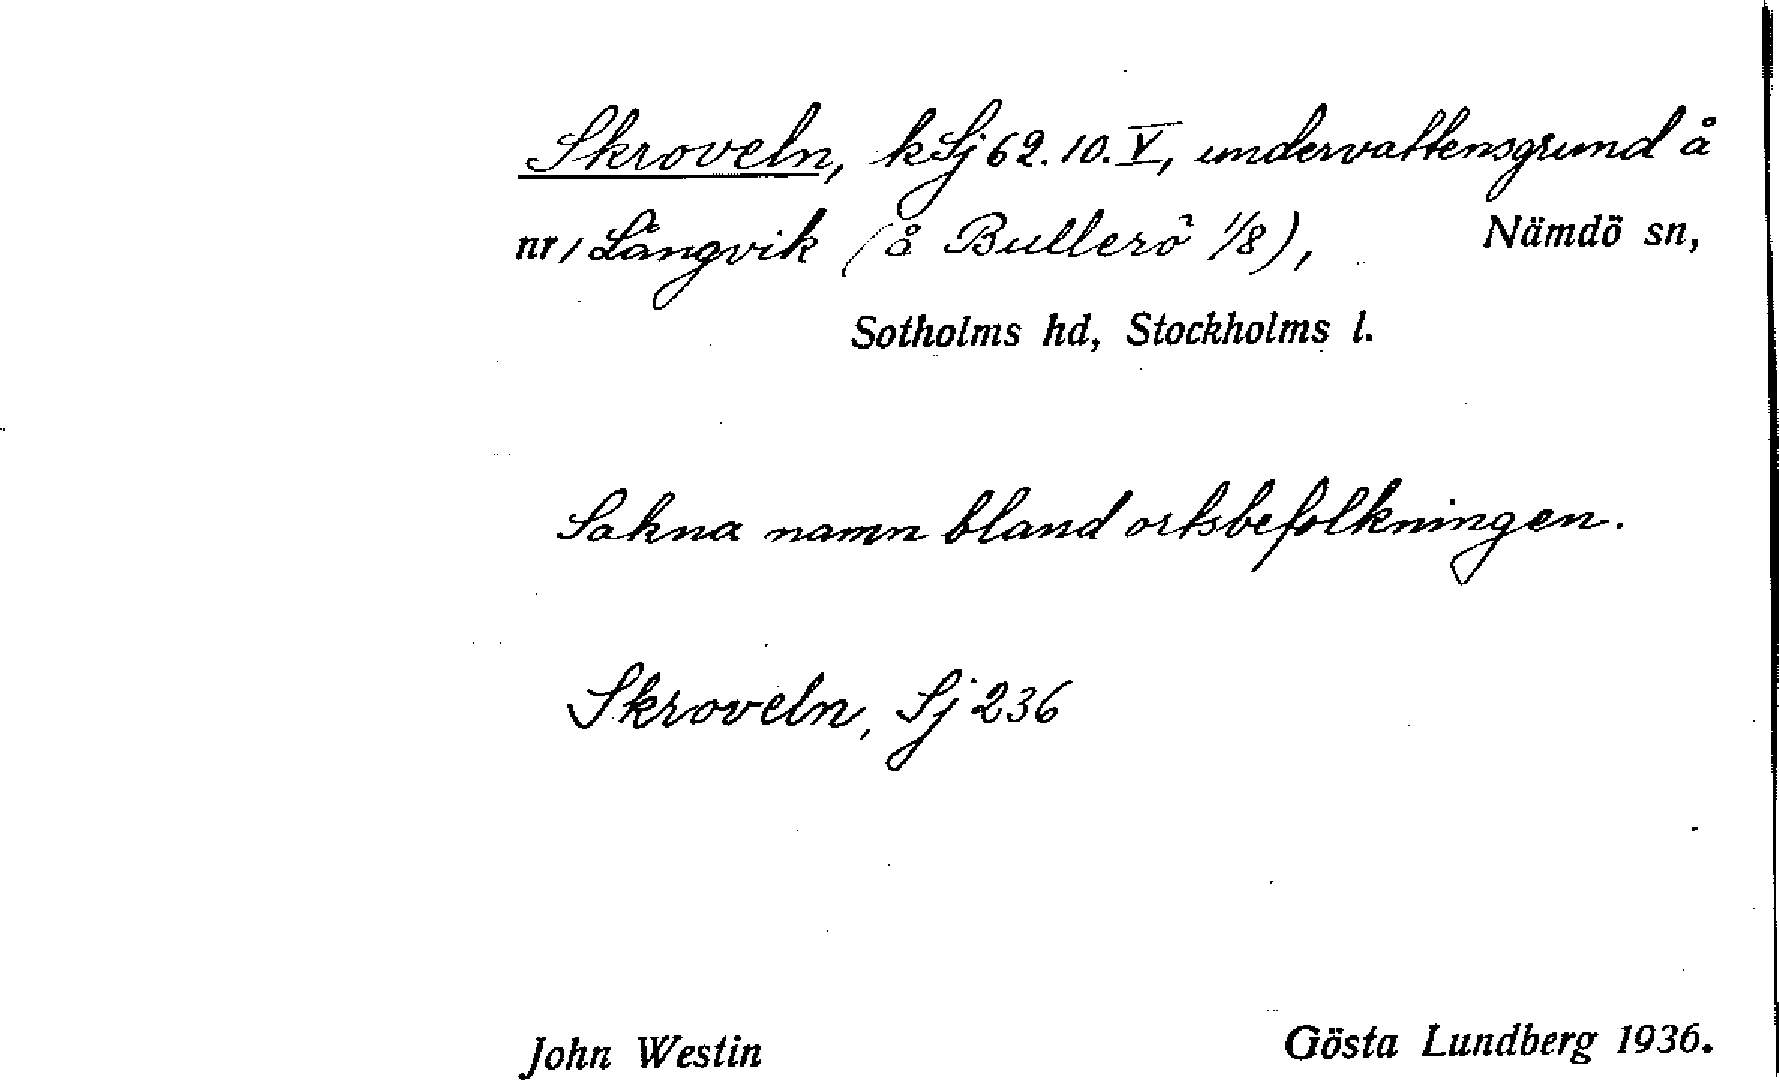 Skroveln, kSj 62.10.V, undervattensgrund å
nr 1 Långvik (å Bullerö 1/8), Nämdö sn,
Sotholms hd, Stockholms l.
Sakna namn bland ortsbefolkningen.
Skroveln, Sj 236
John Westin Gösta Lundberg 1936.